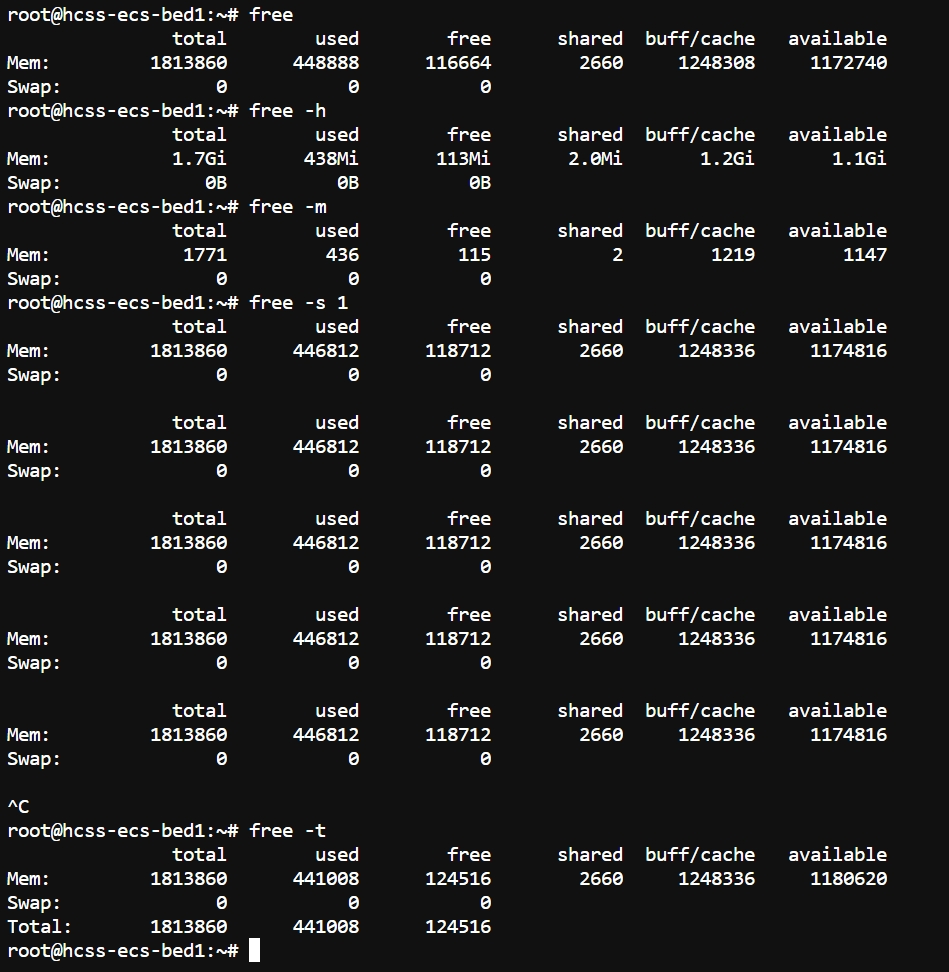 root@hcss-ecs-bed1:~# free
               total        used        free      shared  buff/cache   available
Mem:         1813860      448888      116664        2660     1248308     1172740
Swap:              0           0           0
root@hcss-ecs-bed1:~# free -h
               total        used        free      shared  buff/cache   available
Mem:           1.7Gi       438Mi       113Mi       2.0Mi       1.2Gi       1.1Gi
Swap:             0B          0B          0B
root@hcss-ecs-bed1:~# free -m
               total        used        free      shared  buff/cache   available
Mem:            1771         436         115           2        1219        1147
Swap:              0           0           0
root@hcss-ecs-bed1:~# free -s 1
               total        used        free      shared  buff/cache   available
Mem:         1813860      446812      118712        2660     1248336     1174816
Swap:              0           0           0

               total        used        free      shared  buff/cache   available
Mem:         1813860      446812      118712        2660     1248336     1174816
Swap:              0           0           0

               total        used        free      shared  buff/cache   available
Mem:         1813860      446812      118712        2660     1248336     1174816
Swap:              0           0           0

               total        used        free      shared  buff/cache   available
Mem:         1813860      446812      118712        2660     1248336     1174816
Swap:              0           0           0

               total        used        free      shared  buff/cache   available
Mem:         1813860      446812      118712        2660     1248336     1174816
Swap:              0           0           0

^C
root@hcss-ecs-bed1:~# free -t
               total        used        free      shared  buff/cache   available
Mem:         1813860      441008      124516        2660     1248336     1180620
Swap:              0           0           0
Total:       1813860      441008      124516
root@hcss-ecs-bed1:~#